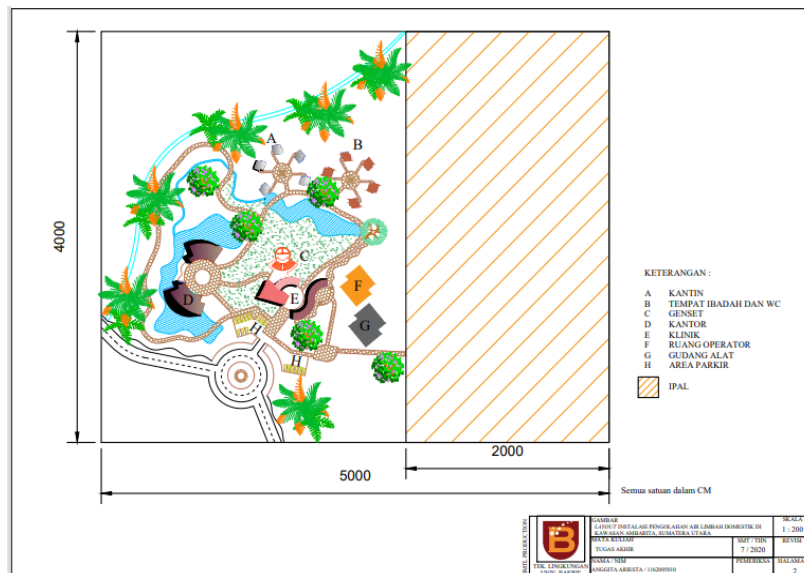 4000
A
B
C
D
E
F
G
H
H
2000
5000
Semua satuan dalam CM
KETERANGAN :
A KANTIN
B TEMPAT IBADAH DAN WC
C GENSET
D KANTOR
E KLINIK
F RUANG OPERATOR
G GUDANG ALAT
H AREA PARKIR
IPAL
B
TEK. LINGKUNGAN
GAMBAR
LAYOUT INSTALASI PENGOLAHAN AIR LIMBAH DOMESTIK DI
KAWASAN AMBARITA, SUMATERA UTARA
SKALA
1 : 200
MATA KULIAH
TUGAS AKHIR
SMT / THN
7 / 2020
REVISI
NAMA / NIM
ANGGITA ARIESTA / 1162005010
PEMERIKSA
HALAMA
2